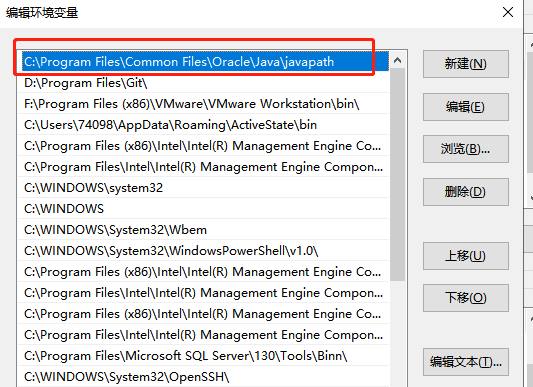 编辑环境变量
C:\Program Files\Common Files\Oracle\Java\javapath
D:\Program Files\Git\
F:\Program Files (x86)\VMware\VMware Workstation\bin\
C:\Users\74098\AppData\Roaming\ActiveState\bin
C:\Program Files (x86)\Intel\Intel(R) Management Engine Co...
C:\Program Files\Intel\Intel(R) Management Engine Compon...
C:\WINDOWS\system32
C:\WINDOWS
C:\WINDOWS\System32\Wbem
C:\WINDOWS\System32\WindowsPowerShell\v1.0\
C:\Program Files (x86)\Intel\Intel(R) Management Engine Co...
C:\Program Files\Intel\Intel(R) Management Engine Compon...
C:\Program Files (x86)\Intel\Intel(R) Management Engine Co...
C:\Program Files\Intel\Intel(R) Management Engine Compon...
C:\Program Files\Microsoft SQL Server\130\Tools\Binn\
C:\WINDOWS\System32\OpenSSH\
新建(N)
编辑(E)
浏览(B)...
删除(D)
上移(U)
下移(O)
编辑文本(T)...